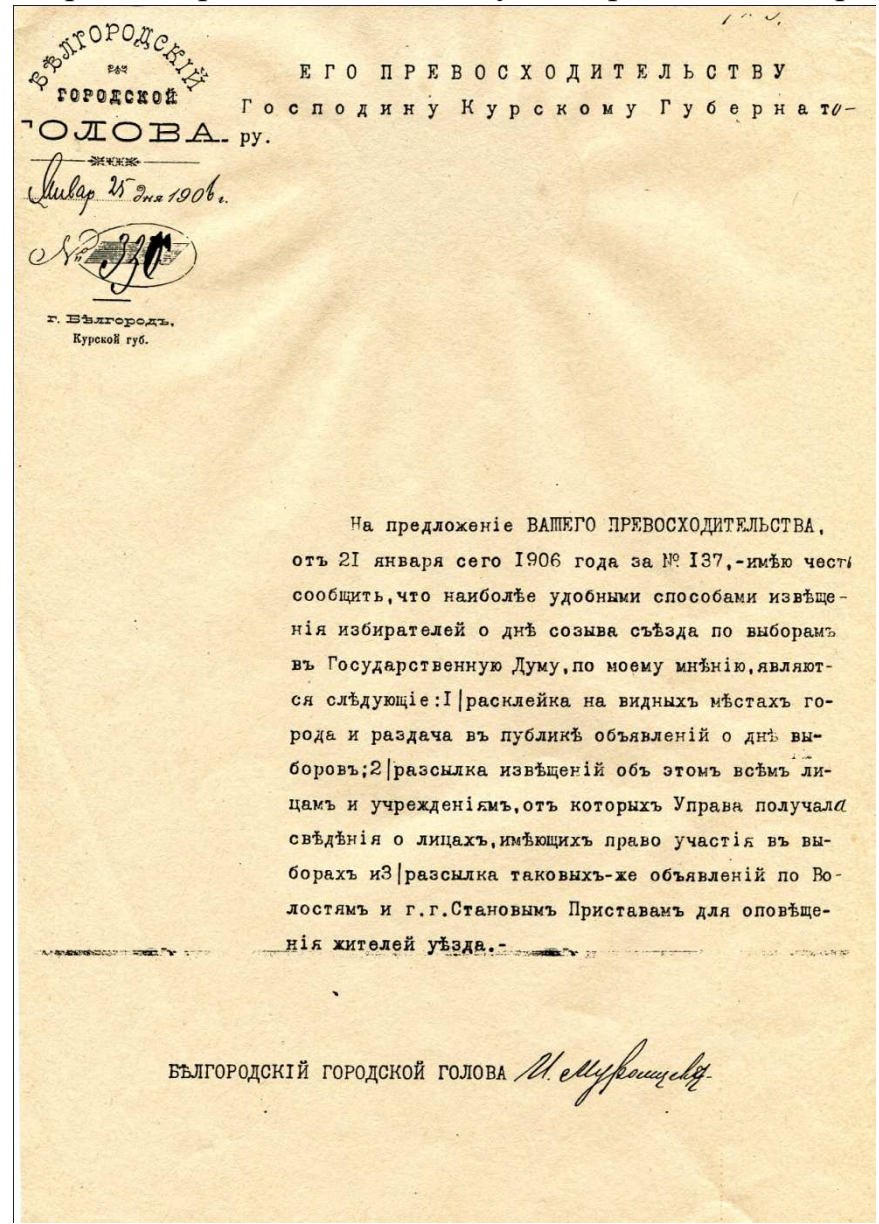 БѢЛГОРОДСКІЙ
ГОРОДСКОЙ
ГОЛОВА.
Январ 25 дня 1906 г.
№
г. Бѣлгородъ,
Курской губ.
ЕГО ПРЕВОСХОДИТЕЛЬСТВУ
Господину Курскому Губернато-
ру.
На предложеніе ВАШЕГО ПРЕВОСХОДИТЕЛЬСТВА,
отъ 21 января сего 1906 года за № 137,-имѣю честь
сообщить,что наиболѣе удобными способами извѣще-
нія избирателей о днѣ созыва съѣзда по выборамъ
въ Государственную Думу,по моему мнѣнію,являют-
ся слѣдующіе:I|расклейка на видныхъ мѣстахъ го-
рода и раздача въ публикѣ объявленій о днѣ вы-
боровъ;2|разсылка извѣщеній объ этомъ всѣмъ ли-
цамъ и учрежденіямъ,отъ которыхъ Управа получала
свѣдѣнія о лицахъ,имѣющихъ право участія въ вы-
борахъ и3|разсылка таковыхъ-же объявленій по Во-
лостямъ и г.г.Становымъ Приставамъ для оповѣще-
нія жителей уѣзда.-
БѢЛГОРОДСКІЙ ГОРОДСКОЙ ГОЛОВА И.